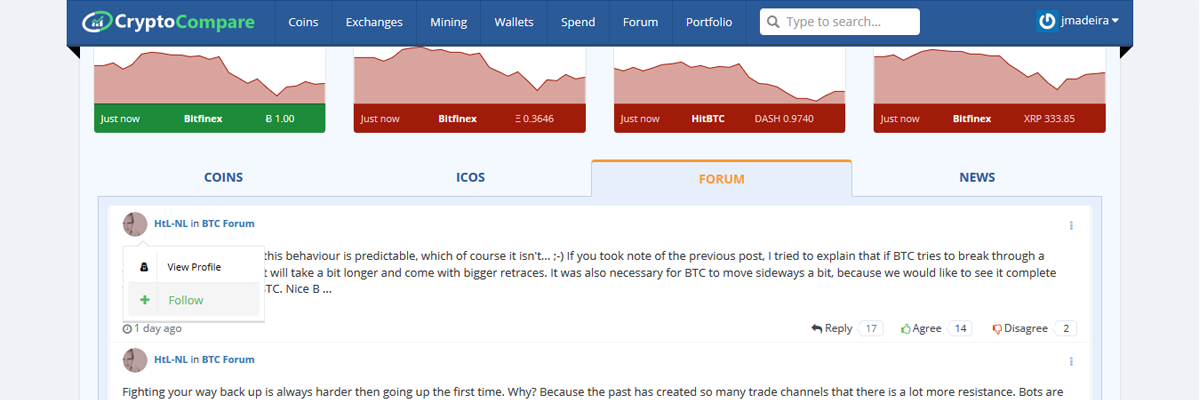 CryptoCompare Coins Exchanges Mining Wallets Spend Forum Portfolio Type to search... jmadeira
Just now Bitfinex Ƀ 1.00 Just now Bitfinex Ξ 0.3646 Just now HitBTC DASH 0.9740 Just now Bitfinex XRP 333.85
COINS ICOS FORUM NEWS
HtL-NL in BTC Forum
this behaviour is predictable, which of course it isn't... ;-) If you took note of the previous post, I tried to explain that if BTC tries to break through a
View Profile
t will take a bit longer and come with bigger retraces. It was also necessary for BTC to move sideways a bit, because we would like to see it complete
TC. Nice B ...
Follow
1 day ago Reply 17 Agree 14 Disagree 2
HtL-NL in BTC Forum
Fighting your way back up is always harder then going up the first time. Why? Because the past has created so many trade channels that there is a lot more resistance. Bots are